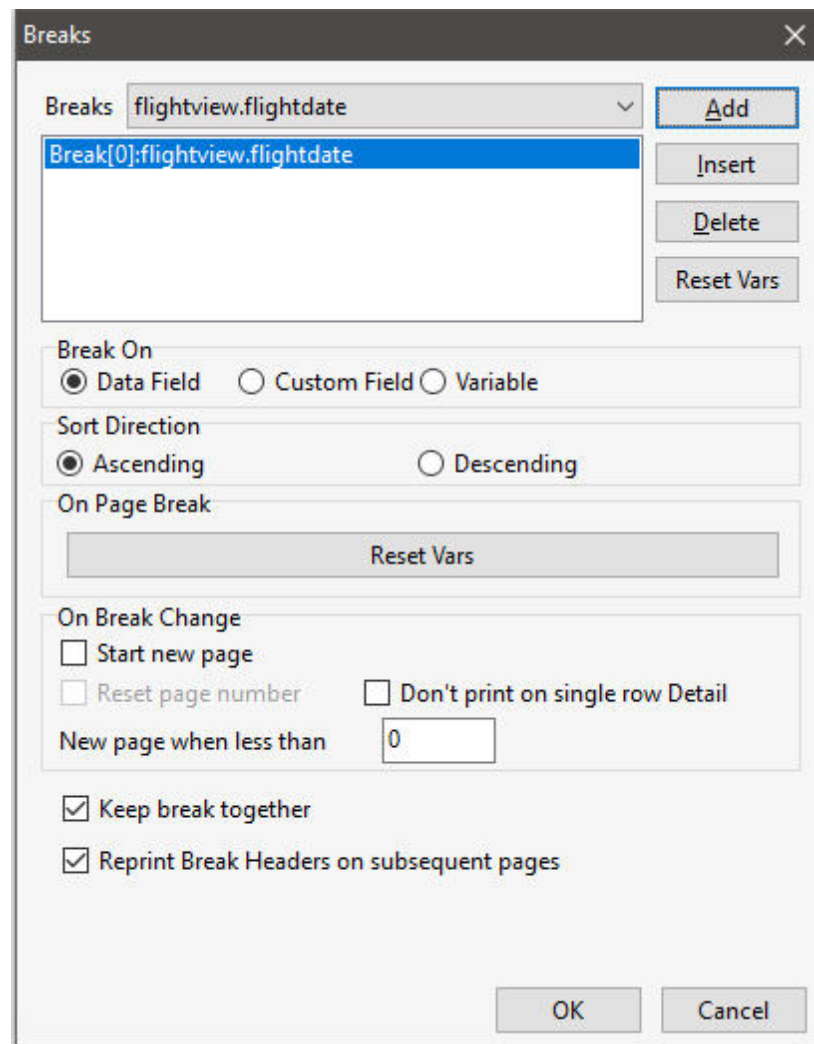 Breaks
Breaks flightview.flightdate Add
Break[0]:flightview.flightdate
Insert
Delete
Reset Vars
Break On
Data Field Custom Field Variable
Sort Direction
Ascending Descending
On Page Break
Reset Vars
On Break Change
Start new page
Reset page number Don't print on single row Detail
New page when less than 0
Keep break together
Reprint Break Headers on subsequent pages
OK Cancel